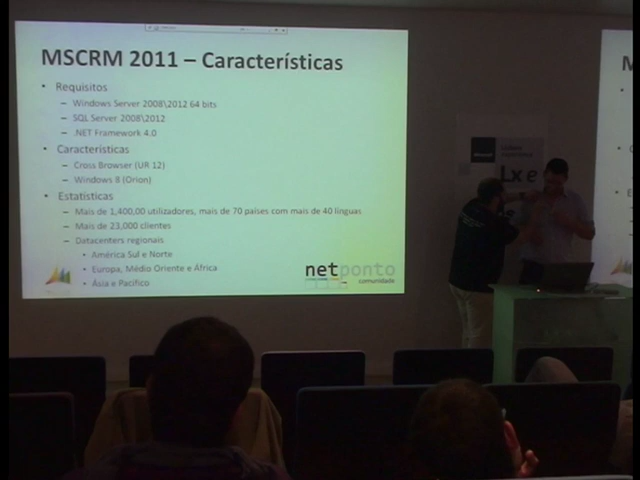 MSCRM 2011 – Características
• Requisitos
– Windows Server 2008\2012 64 bits
– SQL Server 2008\2012
– .NET Framework 4.0
• Características
– Cross Browser (UR 12)
– Windows 8 (Orion)
• Estatísticas
– Mais de 1,400,00 utilizadores, mais de 70 países com mais de 40 línguas
– Mais de 23,000 clientes
– Datacenters regionais
• América Sul e Norte
• Europa, Médio Oriente e África
• Ásia e Pacifico
netponto
comunidade
Lx e
M